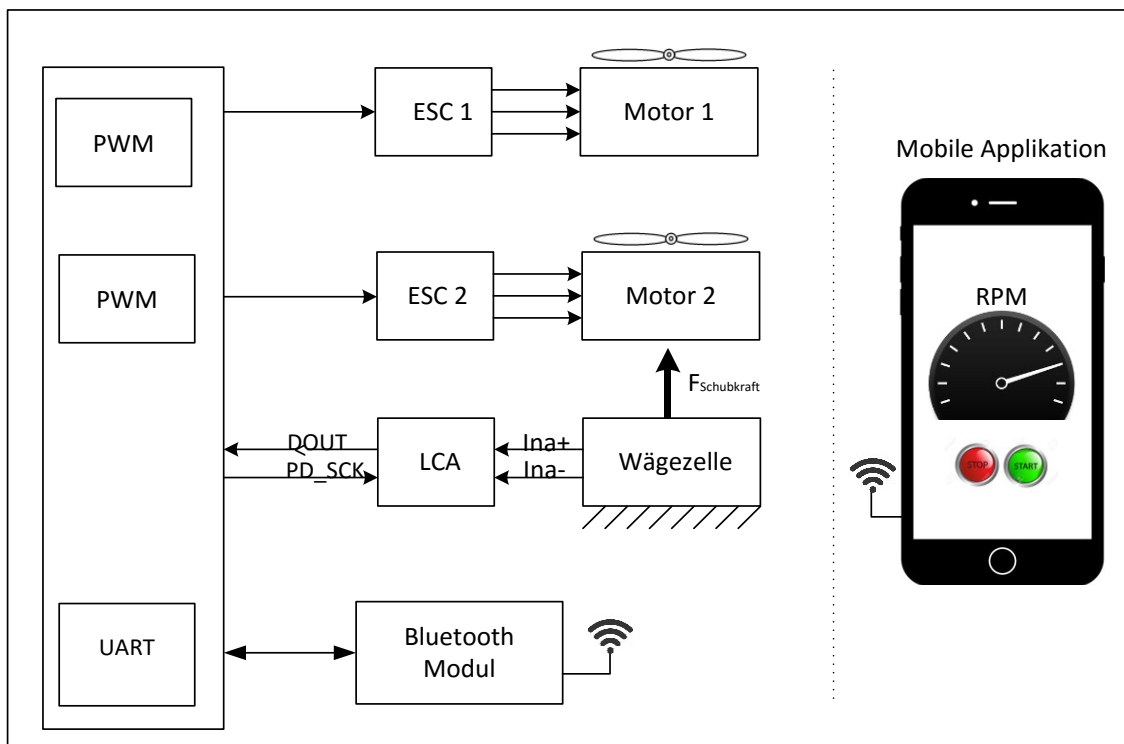 PWM
ESC 1
Motor 1
Mobile Applikation
PWM
ESC 2
Motor 2
RPM
FSchubkraft
DOUT
PD_SCK
LCA
Ina+
Ina-
Wägezelle
STOP
START
UART
Bluetooth
Modul